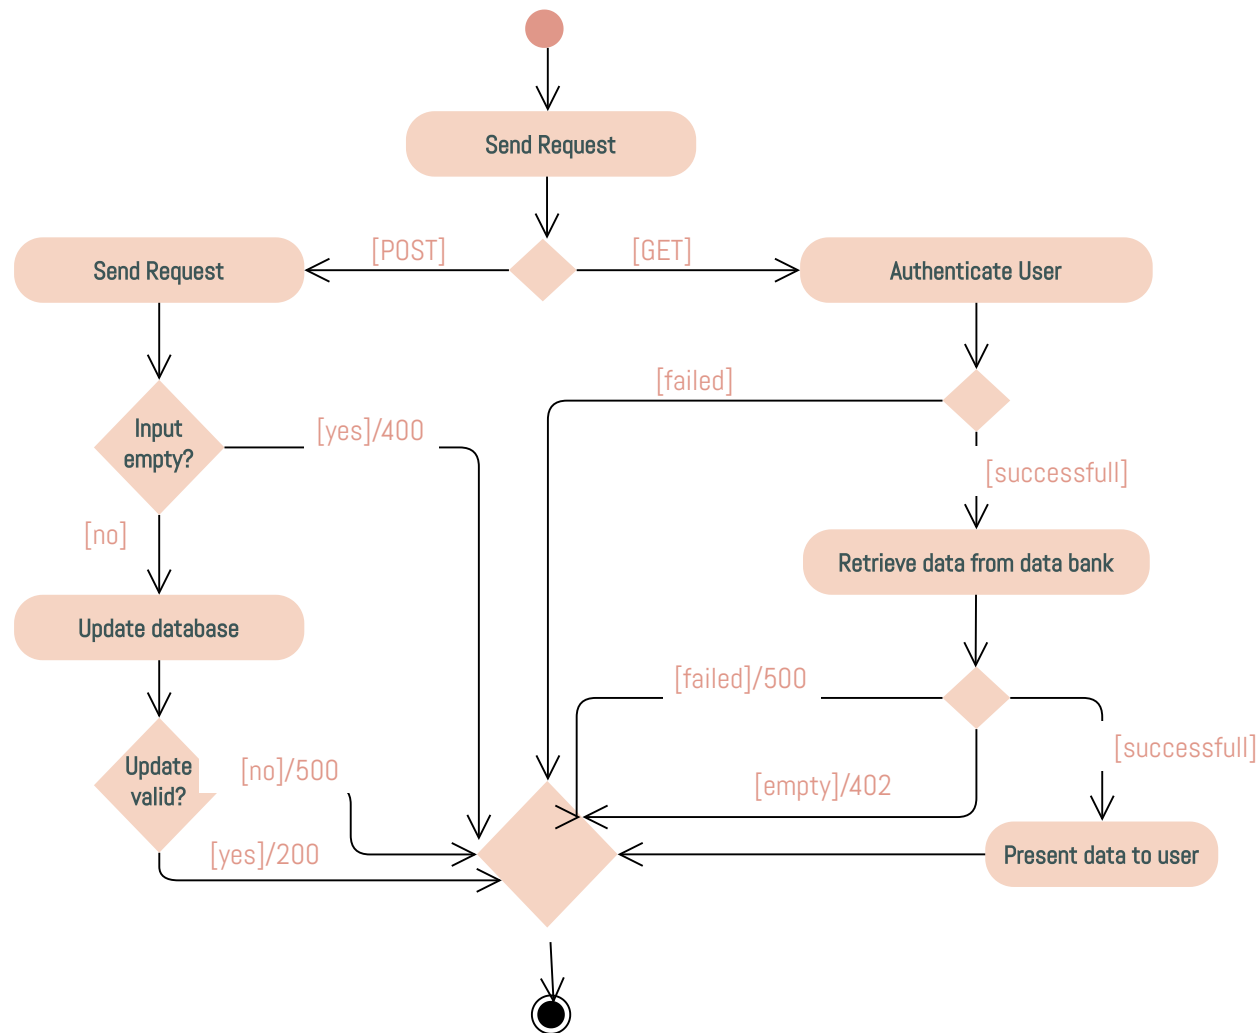 Send Request
[POST]
[GET]
Send Request
Authenticate User
[failed]
Input
empty?
[yes]/400
[successfull]
[no]
Retrieve data from data bank
Update database
[failed]/500
[successfull]
Update
valid?
[no]/500
[empty]/402
[yes]/200
Present data to user